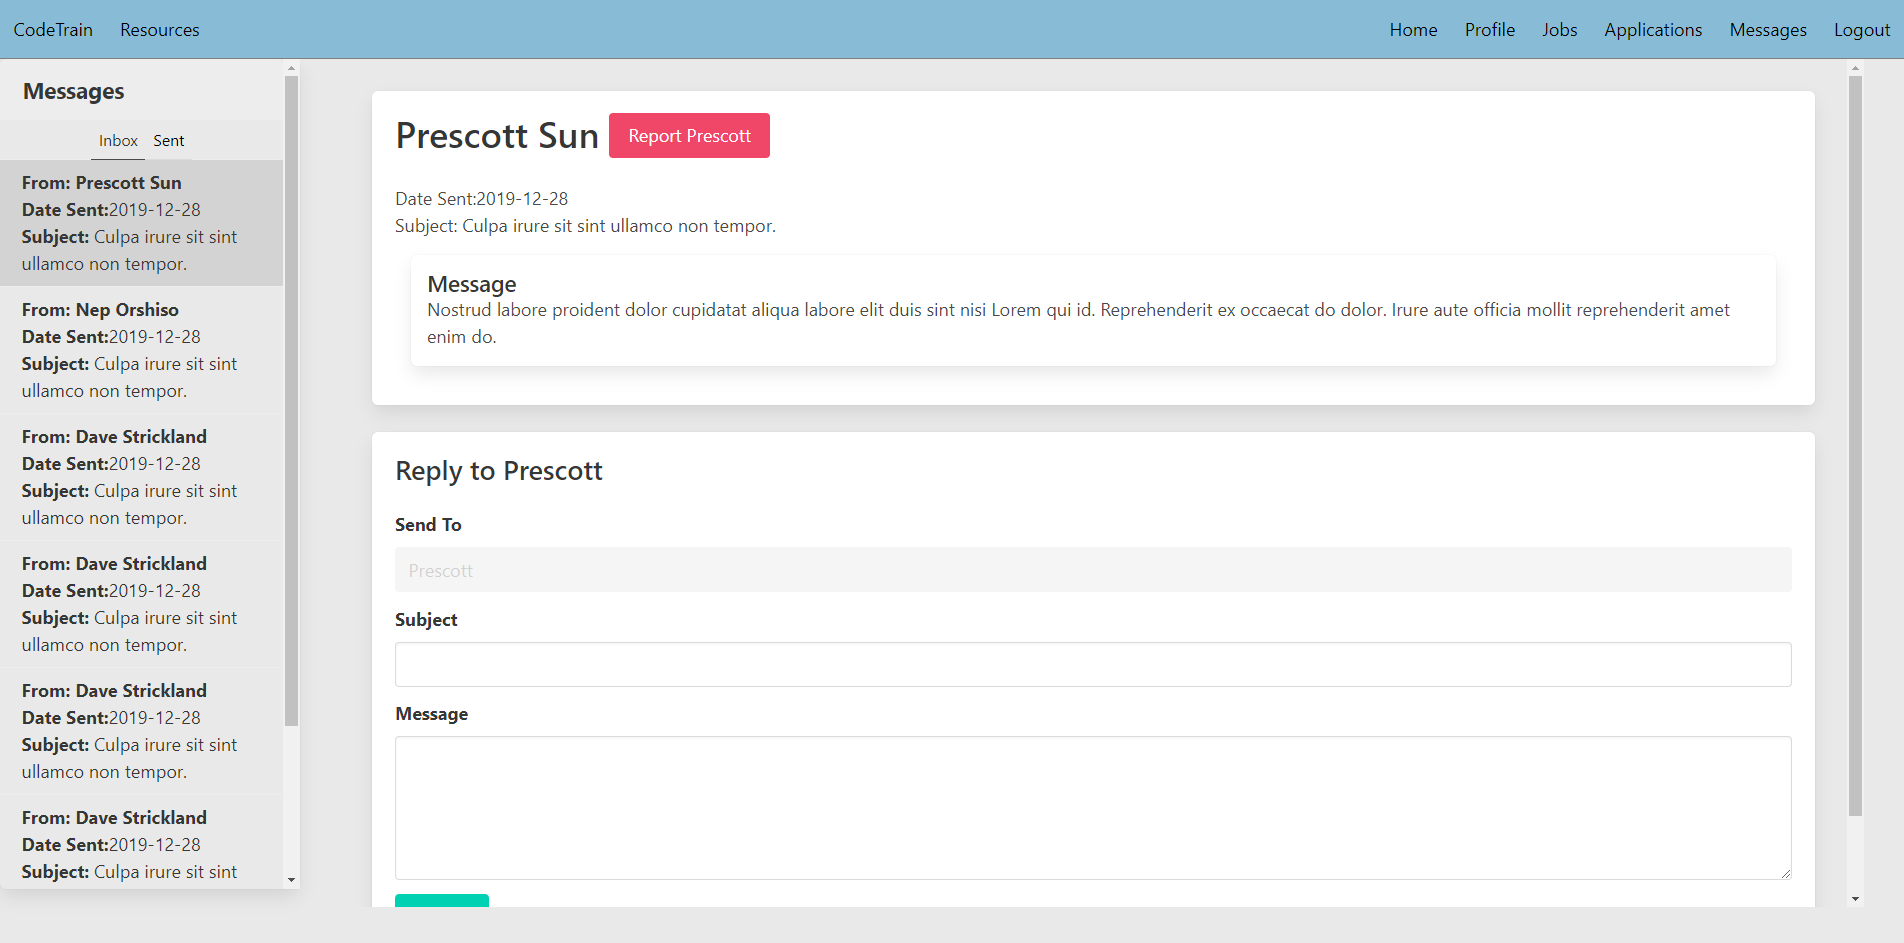 CodeTrain Resources Home Profile Jobs Applications Messages Logout
Messages
Inbox Sent
From: Prescott Sun
Date Sent:2019-12-28
Subject: Culpa irure sit sint
ullamco non tempor.
From: Nep Orshiso
Date Sent:2019-12-28
Subject: Culpa irure sit sint
ullamco non tempor.
From: Dave Strickland
Date Sent:2019-12-28
Subject: Culpa irure sit sint
ullamco non tempor.
From: Dave Strickland
Date Sent:2019-12-28
Subject: Culpa irure sit sint
ullamco non tempor.
From: Dave Strickland
Date Sent:2019-12-28
Subject: Culpa irure sit sint
ullamco non tempor.
From: Dave Strickland
Date Sent:2019-12-28
Subject: Culpa irure sit sint
Prescott Sun Report Prescott
Date Sent:2019-12-28
Subject: Culpa irure sit sint ullamco non tempor.
Message
Nostrud labore proident dolor cupidatat aliqua labore elit duis sint nisi Lorem qui id. Reprehenderit ex occaecat do dolor. Irure aute officia mollit reprehenderit amet
enim do.
Reply to Prescott
Send To
Prescott
Subject
Message